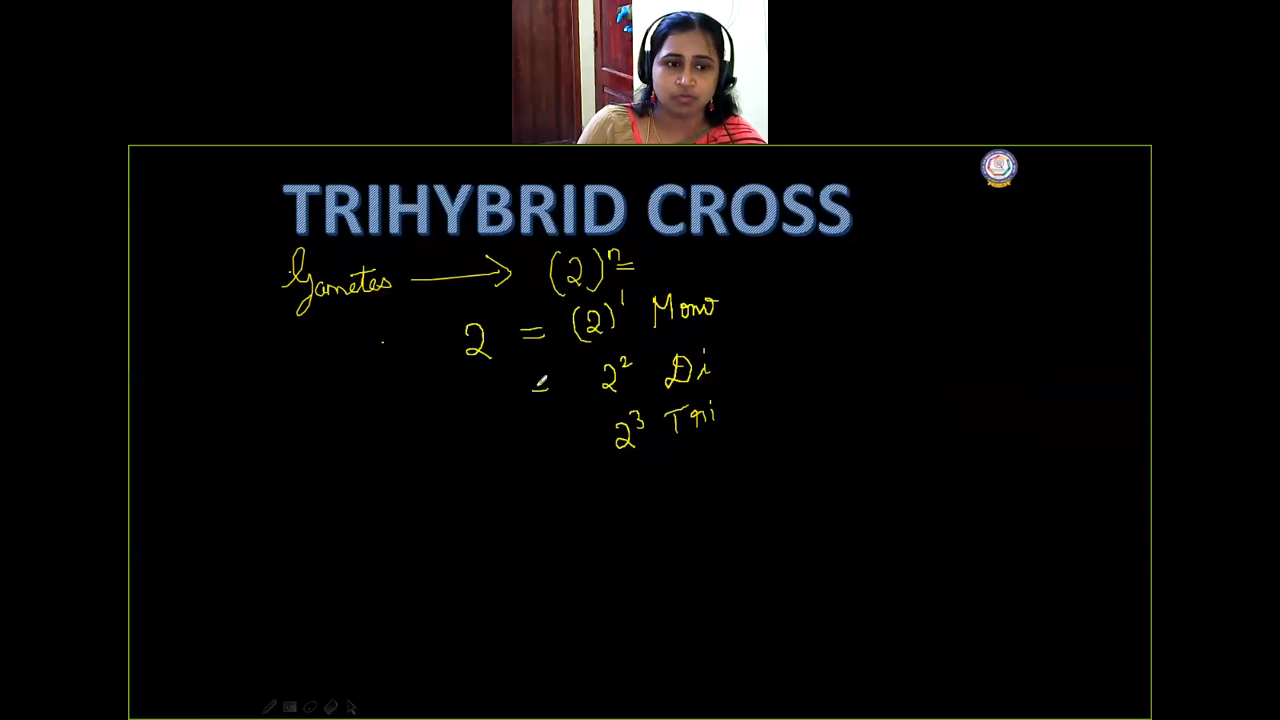 TRIHYBRID CROSS
Gametes → (2)ⁿ =
2 = (2)¹ Mono
= 2² Di
2³ Tri